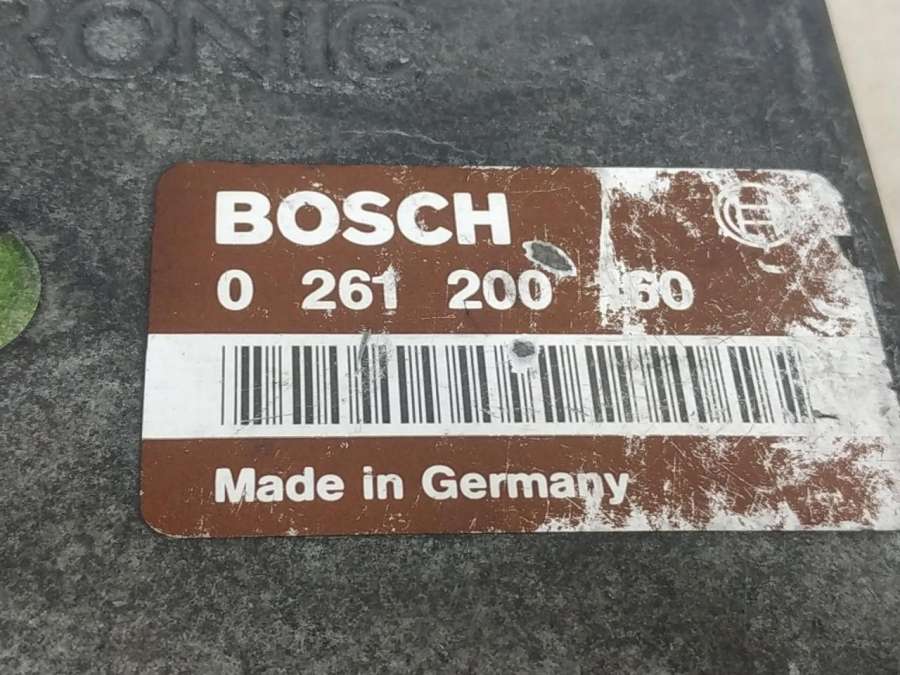 RONIC
BOSCH
0 261 200
Made in Germany